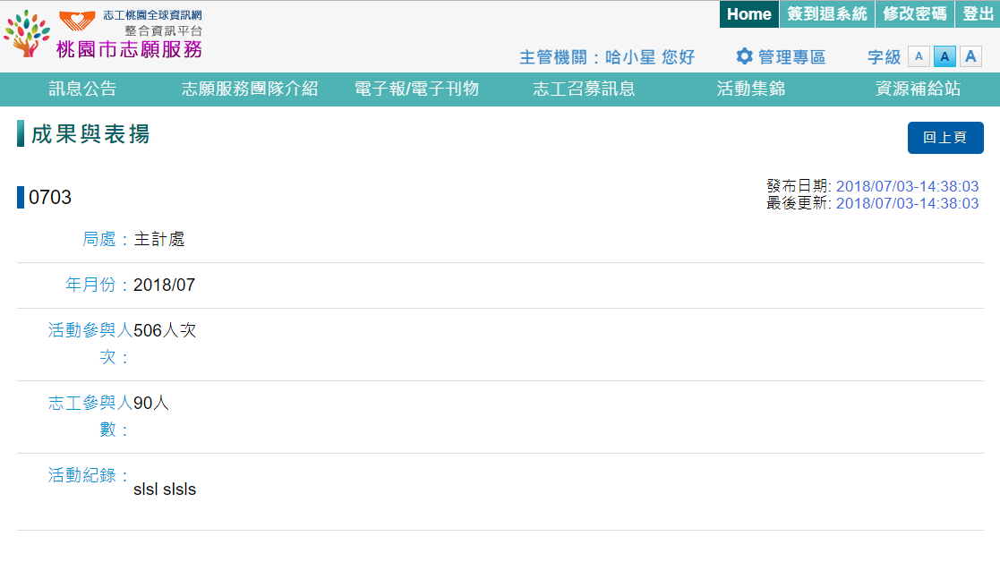 志工桃園全球資訊網
整合資訊平台
桃園市志願服務
Home 簽到退系統 修改密碼 登出
主管機關：哈小星 您好 管理專區 字級 A A A
訊息公告 志願服務團隊介紹 電子報/電子刊物 志工召募訊息 活動集錦 資源補給站
成果與表揚
回上頁
0703
發布日期: 2018/07/03-14:38:03
最後更新: 2018/07/03-14:38:03
局處：主計處
年月份：2018/07
活動參與人506人次
次：
志工參與人90人
數：
活動紀錄：
slsl slsls